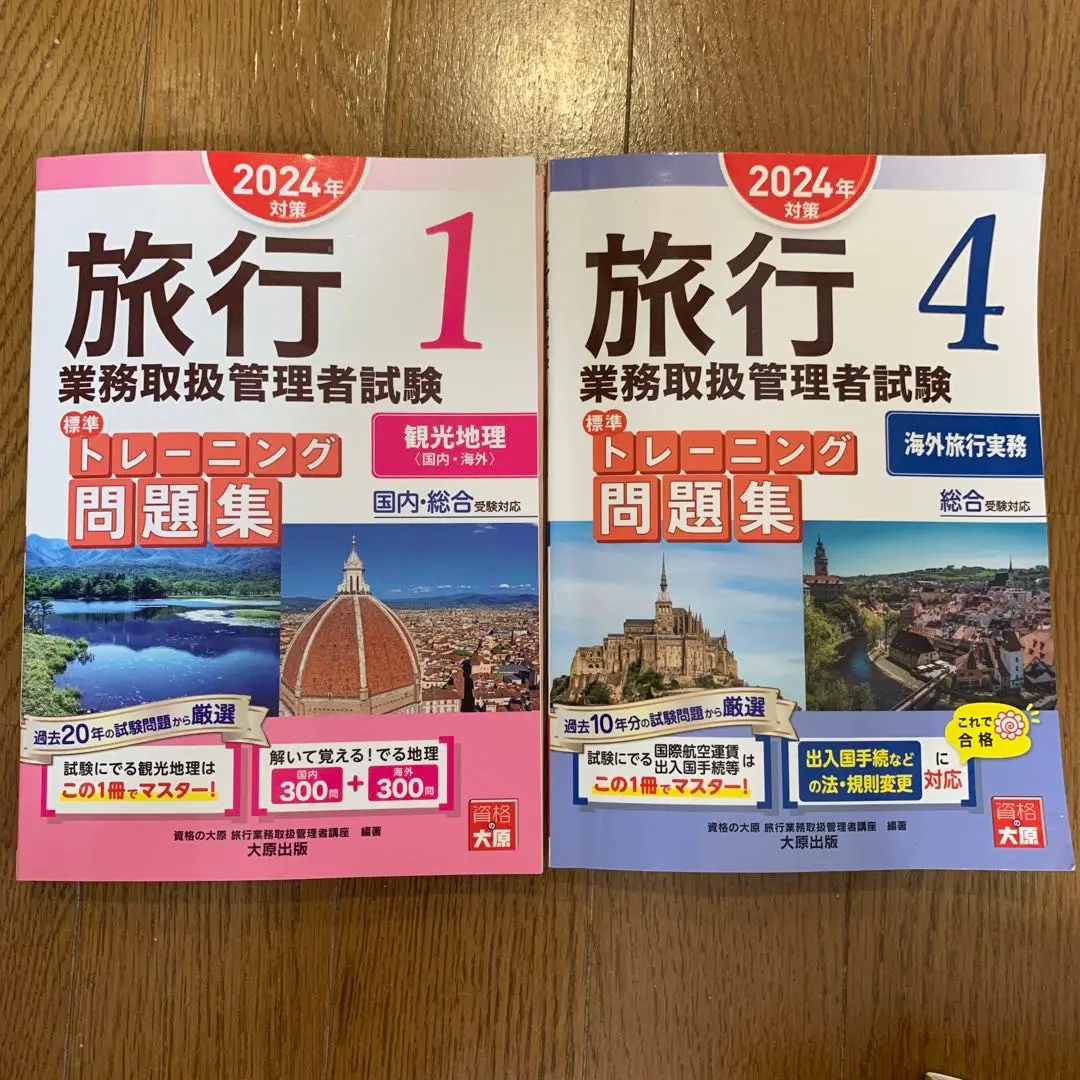 2024年
対策
旅行
1
業務取扱管理者試験
標準
トレーニング
問題集
観光地理
〈国内・海外〉
国内・総合受験対応
過去20年の試験問題から厳選
試験にでる観光地理は
この1冊でマスター!
解いて覚える!でる地理
国内
300問
+
海外
300問
資格の大原 旅行業務取扱管理者講座 編著
大原出版
資格の大原
2024年
対策
旅行
4
業務取扱管理者試験
標準
トレーニング
問題集
海外旅行実務
総合受験対応
過去10年分の試験問題から厳選
試験にでる国際航空運賃出入国手続等は
この1冊でマスター!
出入国手続など
の法・規則変更
に
対応
これで
合格
資格の大原 旅行業務取扱管理者講座 編著
大原出版
資格の大原